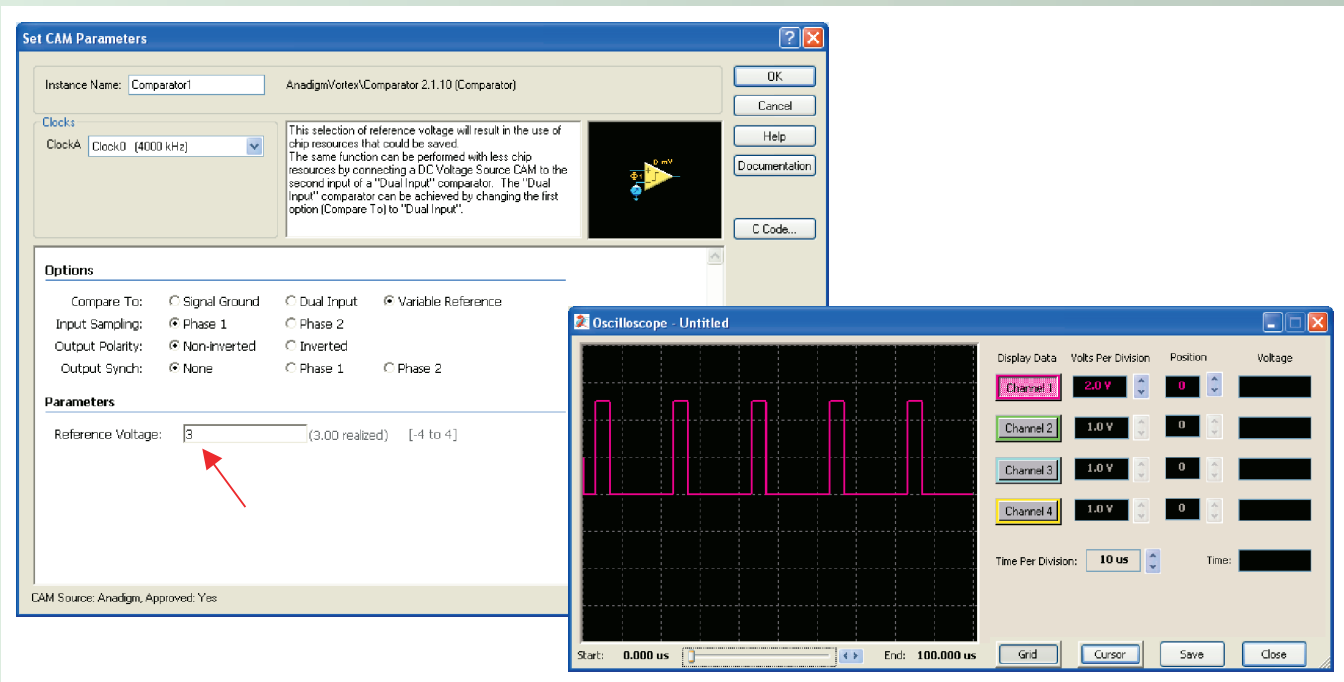 Set CAM Parameters
Instance Name: Comparator1 AnadigmVortex\Comparator 2.1.10 (Comparator)
OK
Cancel
Help
Documentation
C Code...
Clocks
ClockA Clock0 (4000 kHz)
This selection of reference voltage will result in the use of
chip resources that could be saved.
The same function can be performed with less chip
resources by connecting a DC Voltage Source CAM to the
second input of a "Dual Input" comparator. The "Dual
Input" comparator can be achieved by changing the first
option (Compare To) to "Dual Input".
0 mV
Φ1
Options
Compare To: Signal Ground Dual Input Variable Reference
Input Sampling: Phase 1 Phase 2
Output Polarity: Non-inverted Inverted
Output Synch: None Phase 1 Phase 2
Parameters
Reference Voltage: 3 (3.00 realized) [-4 to 4]
CAM Source: Anadigm, Approved: Yes
Oscilloscope - Untitled
Display Data Volts Per Division Position Voltage
Channel 1 2.0 V 0
Channel 2 1.0 V 0
Channel 3 1.0 V 0
Channel 4 1.0 V 0
Time Per Division: 10 us Time:
Start: 0.000 us End: 100.000 us
Grid Cursor Save Close